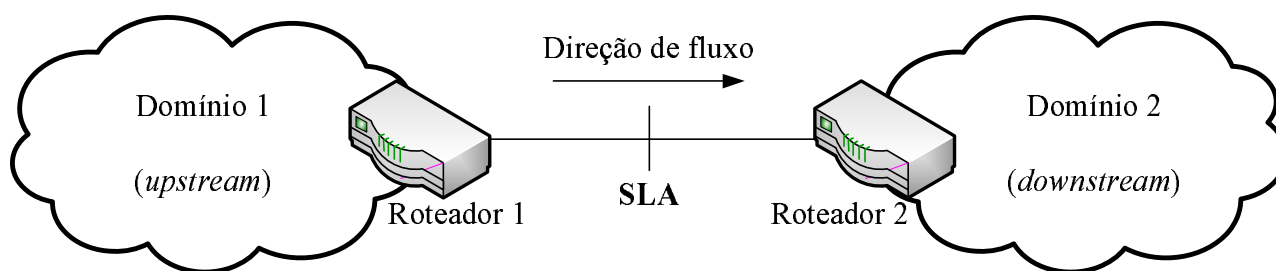 Direção de fluxo
Domínio 1
(upstream)
Roteador 1
SLA
Roteador 2
Domínio 2
(downstream)